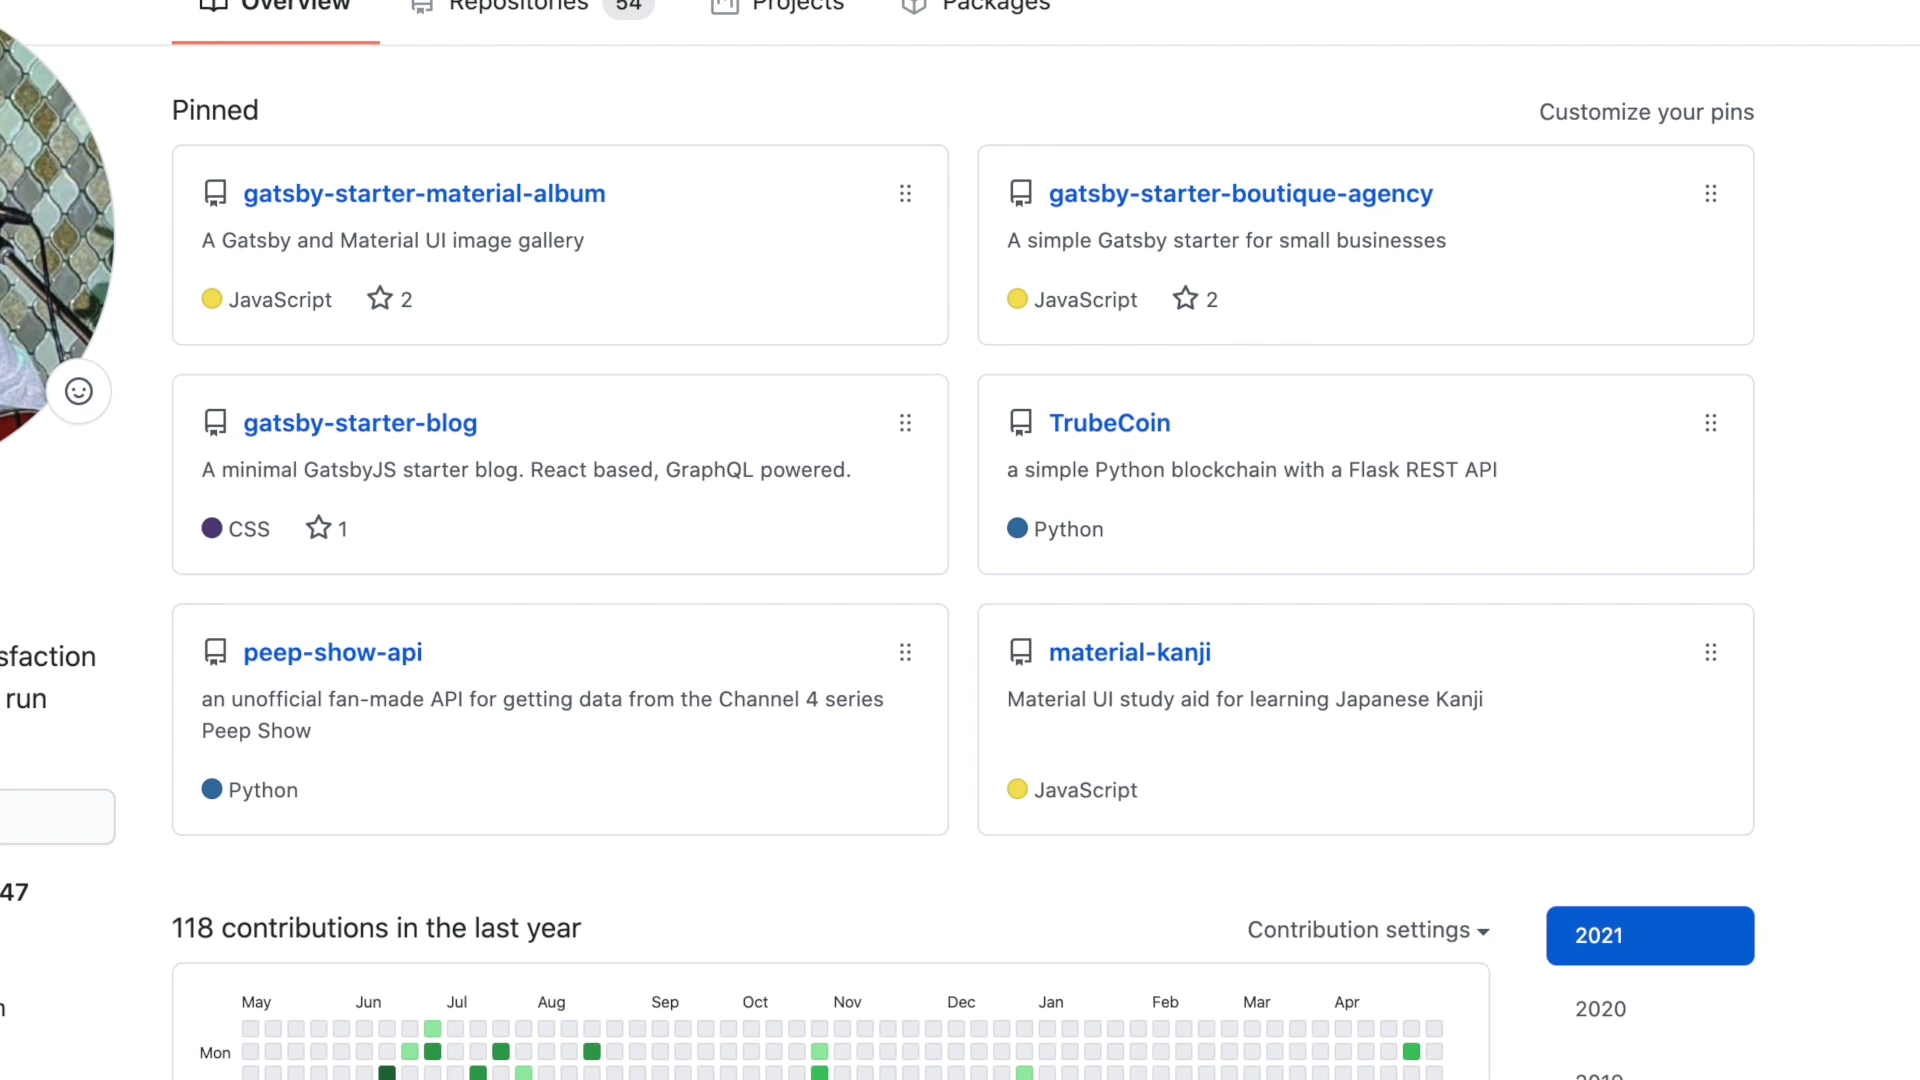 Overview Repositories 54 Projects Packages
Pinned
Customize your pins
gatsby-starter-material-album
A Gatsby and Material UI image gallery
JavaScript 2
gatsby-starter-boutique-agency
A simple Gatsby starter for small businesses
JavaScript 2
gatsby-starter-blog
A minimal GatsbyJS starter blog. React based, GraphQL powered.
CSS 1
TrubeCoin
a simple Python blockchain with a Flask REST API
Python
peep-show-api
an unofficial fan-made API for getting data from the Channel 4 series
Peep Show
Python
material-kanji
Material UI study aid for learning Japanese Kanji
JavaScript
sfaction
run
47
118 contributions in the last year
Contribution settings
2021
2020
2019
May Jun Jul Aug Sep Oct Nov Dec Jan Feb Mar Apr
Mon